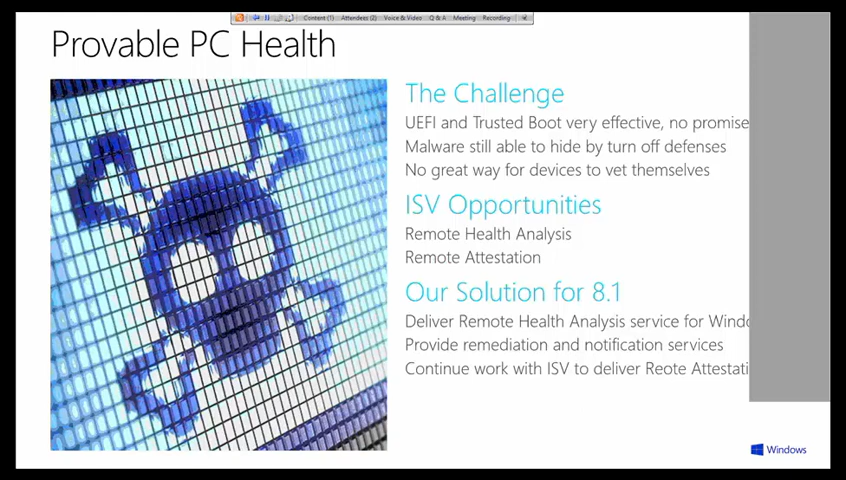 Content (1) Attendees (2) Voice & Video Q & A Meeting Recording
Provable PC Health
The Challenge
UEFI and Trusted Boot very effective, no promise
Malware still able to hide by turn off defenses
No great way for devices to vet themselves
ISV Opportunities
Remote Health Analysis
Remote Attestation
Our Solution for 8.1
Deliver Remote Health Analysis service for Windo
Provide remediation and notification services
Continue work with ISV to deliver Reote Attestati
Windows